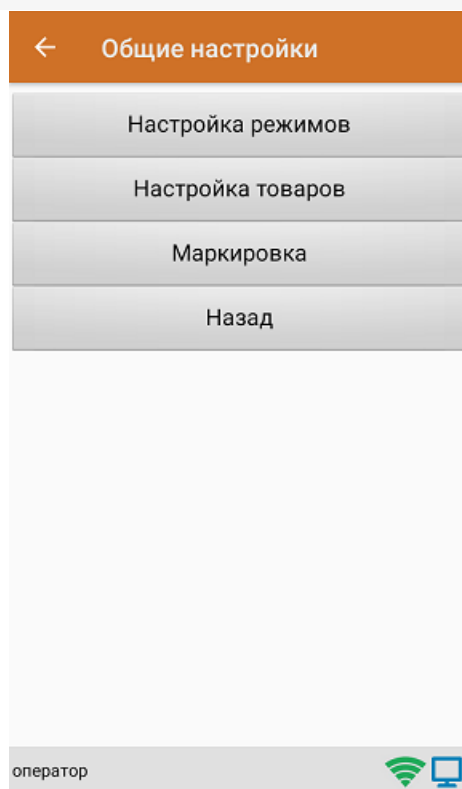 Общие настройки
Настройка режимов
Настройка товаров
Маркировка
Назад
оператор